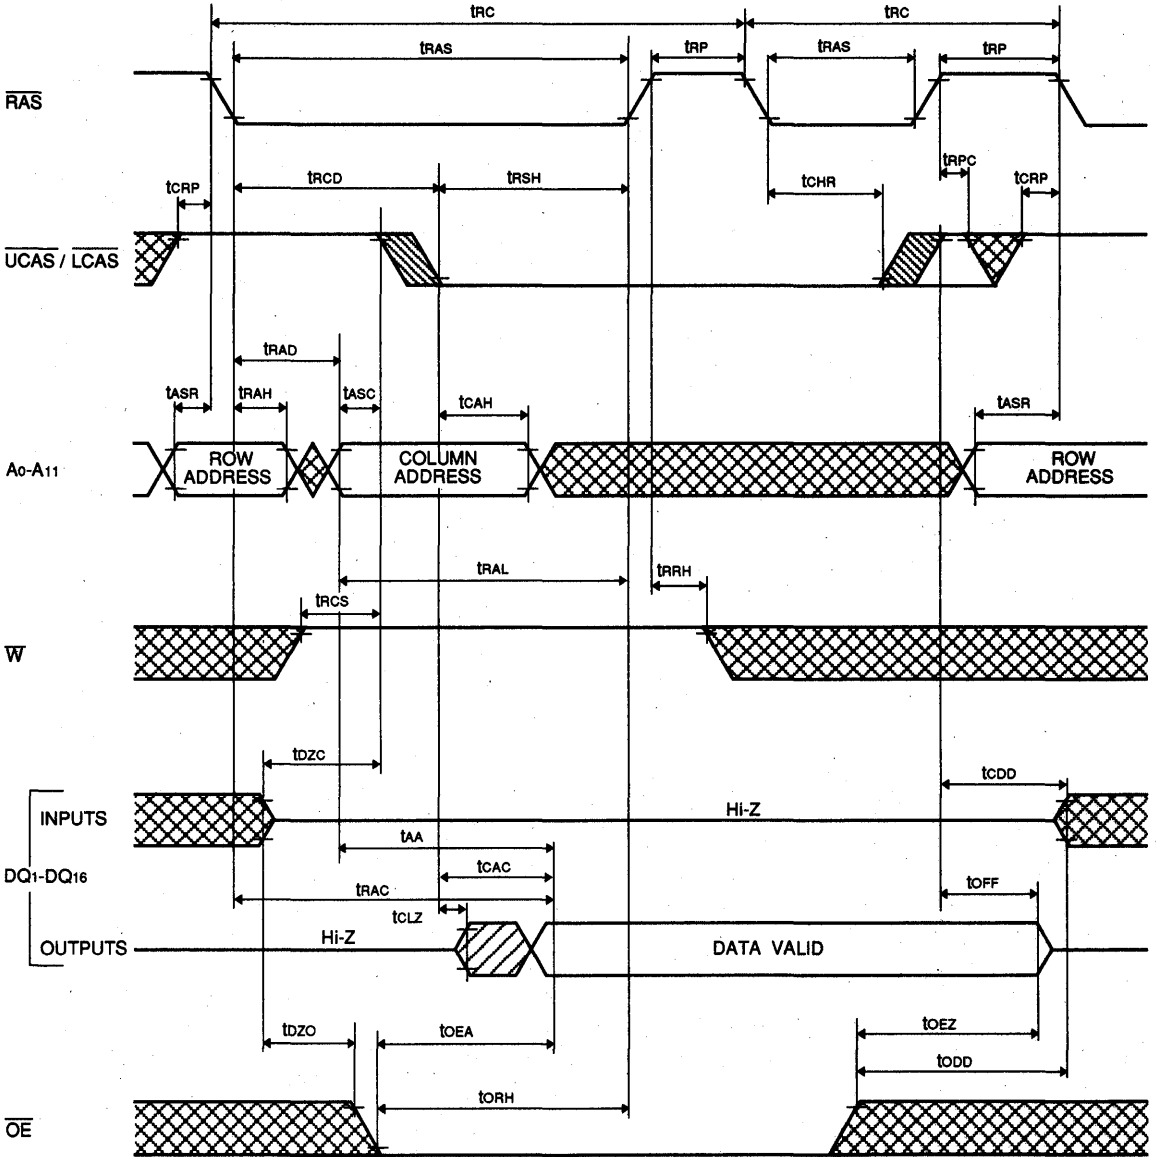 tRC tRC
tRAS tRP tRAS tRP
RAS
tRPC
tCRP tRCD tRSH tCHR tCRP
UCAS / LCAS
tRAD
tASR tRAH tASC tCAH tASR
A0-A11 ROW ADDRESS COLUMN ADDRESS ROW ADDRESS
tRAL tRRH
tRCS
W
tDZC tCDD
INPUTS Hi-Z
tAA
DQ1-DQ16 tCAC
tRAC tOFF
tCLZ
OUTPUTS Hi-Z DATA VALID
tDZO tOEA tOEZ
tODD
tORH
OE